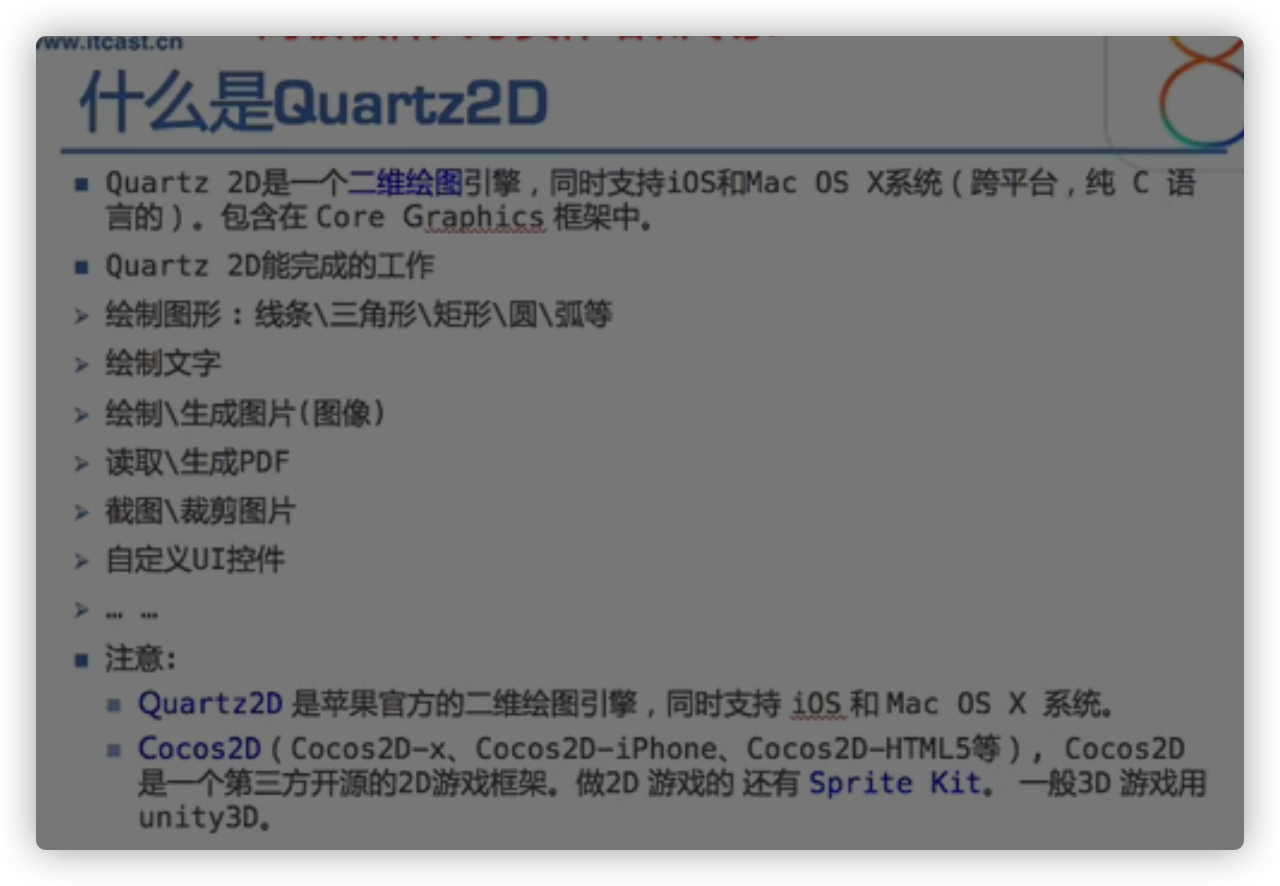 www.itcast.cn
什么是Quartz2D
Quartz 2D是一个二维绘图引擎，同时支持iOS和Mac OS X系统（跨平台，纯 C 语
言的）。包含在 Core Graphics 框架中。
Quartz 2D能完成的工作
绘制图形：线条\三角形\矩形\圆\弧等
绘制文字
绘制\生成图片(图像)
读取\生成PDF
截图\裁剪图片
自定义UI控件
… …
注意:
Quartz2D 是苹果官方的二维绘图引擎，同时支持 iOS 和 Mac OS X 系统。
Cocos2D（Cocos2D-x、Cocos2D-iPhone、Cocos2D-HTML5等）, Cocos2D
是一个第三方开源的2D游戏框架。做2D 游戏的 还有 Sprite Kit。 一般3D 游戏用
unity3D。